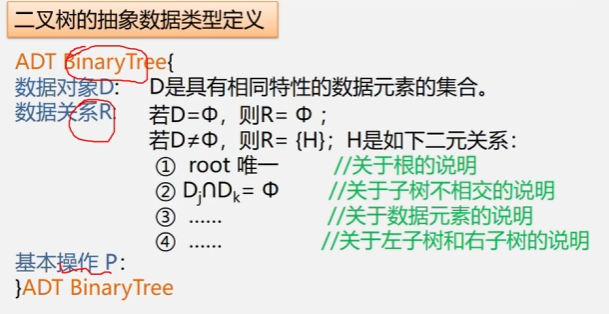 二叉树的抽象数据类型定义
ADT BinaryTree{
数据对象D: D是具有相同特性的数据元素的集合。
数据关系R: 若D=Φ，则R= Φ ；
若D≠Φ，则R= {H}；H是如下二元关系：
① root 唯一 //关于根的说明
② Dj∩Dk= Φ //关于子树不相交的说明
③ …… //关于数据元素的说明
④ …… //关于左子树和右子树的说明
基本操作 P：
}ADT BinaryTree